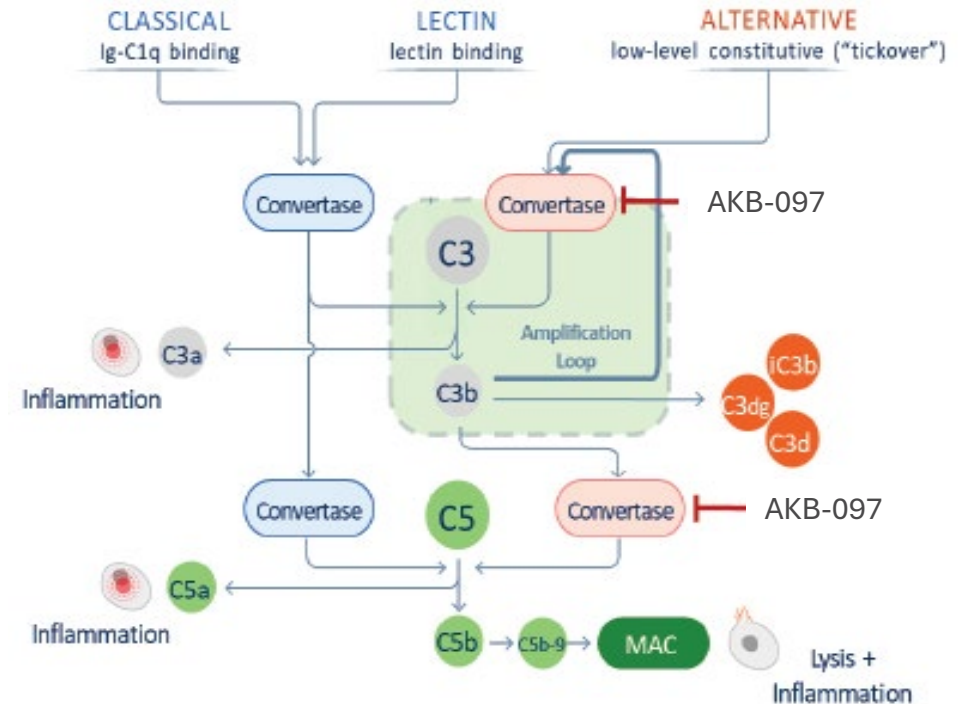 CLASSICAL
Ig-C1q binding
LECTIN
lectin binding
ALTERNATIVE
low-level constitutive (“tickover”)
Convertase
Convertase
AKB-097
C3
Amplification
Loop
C3a
Inflammation
C3b
iC3b
C3dg
C3d
Convertase
C5
Convertase
AKB-097
C5a
Inflammation
C5b
C5b-9
MAC
Lysis +
Inflammation